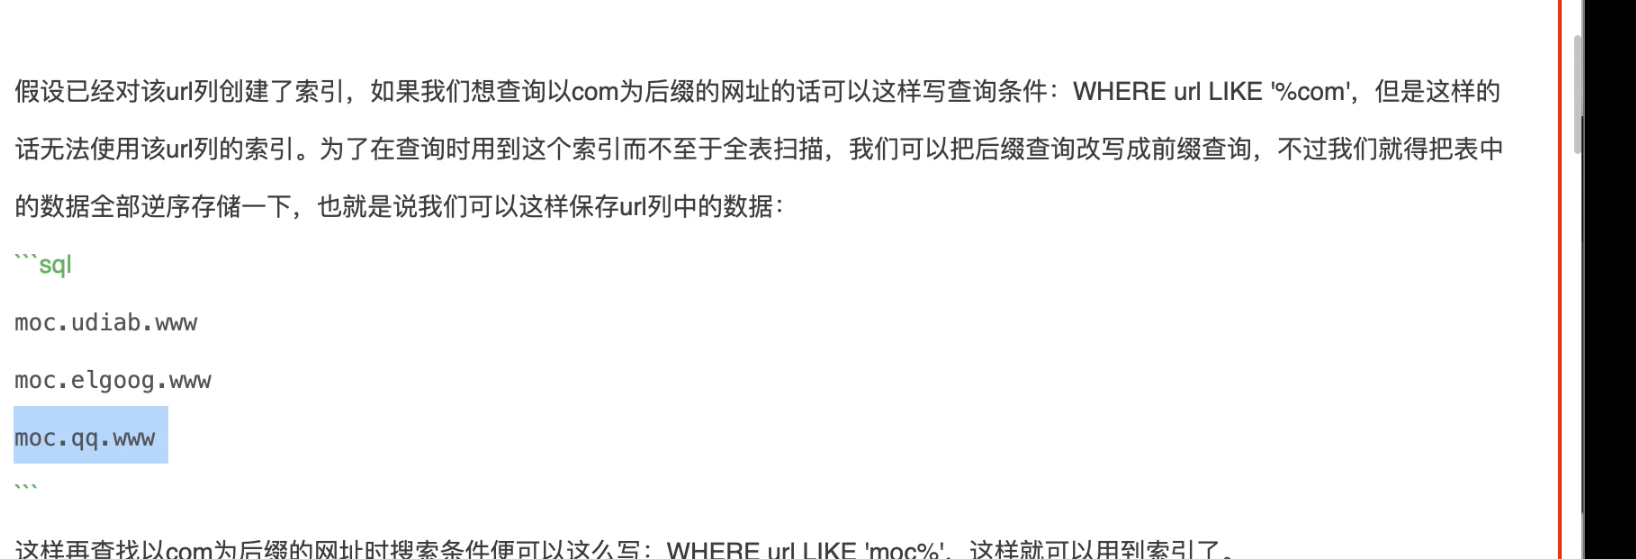 假设已经对该url列创建了索引，如果我们想查询以com为后缀的网址的话可以这样写查询条件：WHERE url LIKE '%com'，但是这样的
话无法使用该url列的索引。为了在查询时用到这个索引而不至于全表扫描，我们可以把后缀查询改写成前缀查询，不过我们就得把表中
的数据全部逆序存储一下，也就是说我们可以这样保存url列中的数据：
```sql
moc.udiab.www
moc.elgoog.www
moc.qq.www
```
这样再查找以com为后缀的网址时搜索条件便可以这么写：WHERE url LIKE 'moc%'，这样就可以用到索引了。